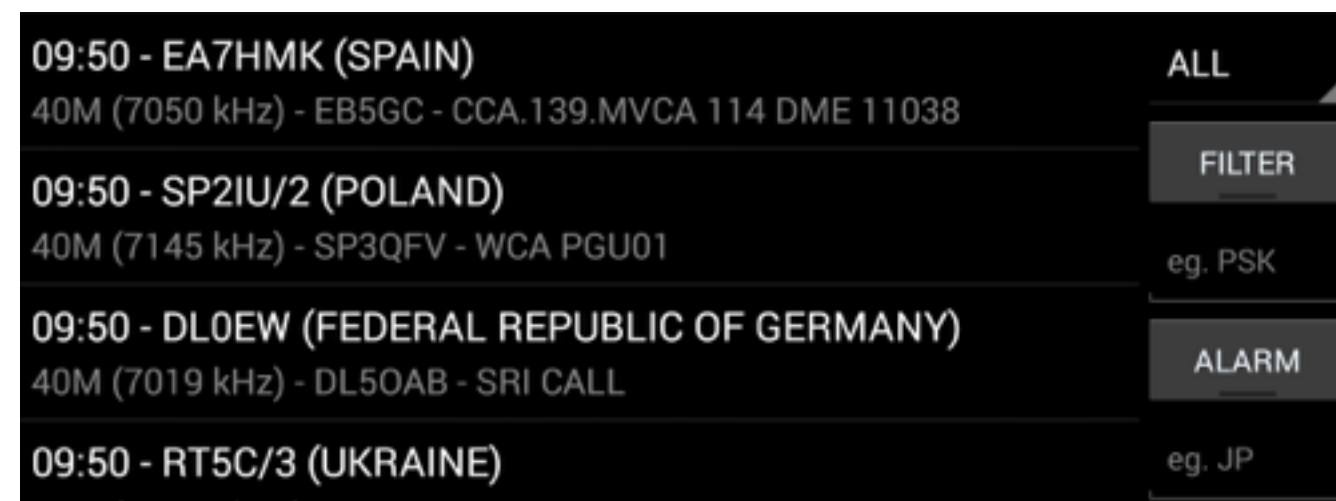 09:50 - EA7HMK (SPAIN)
40M (7050 kHz) - EB5GC - CCA.139.MVCA 114 DME 11038
09:50 - SP2IU/2 (POLAND)
40M (7145 kHz) - SP3QFV - WCA PGU01
09:50 - DL0EW (FEDERAL REPUBLIC OF GERMANY)
40M (7019 kHz) - DL5OAB - SRI CALL
09:50 - RT5C/3 (UKRAINE)
ALL
FILTER
eg. PSK
ALARM
eg. JP